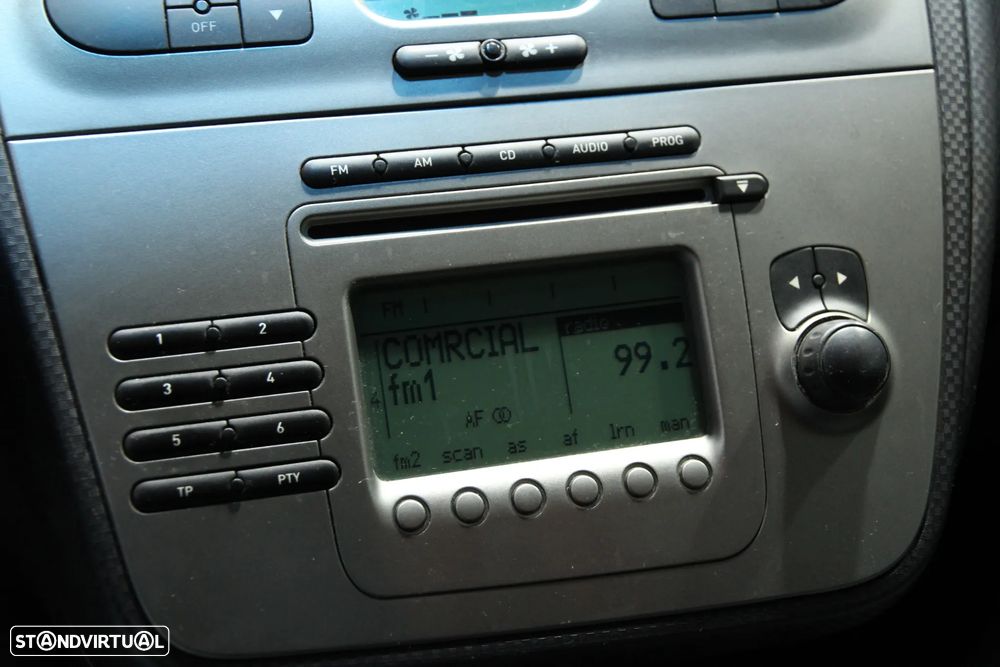 OFF
- +
FM AM CD AUDIO PROG
FM
COMRCIAL radio
fm1 99.2
AF
fm2 scan as af lrn man
1 2
3 4
5 6
TP PTY
STANDVIRTUAL